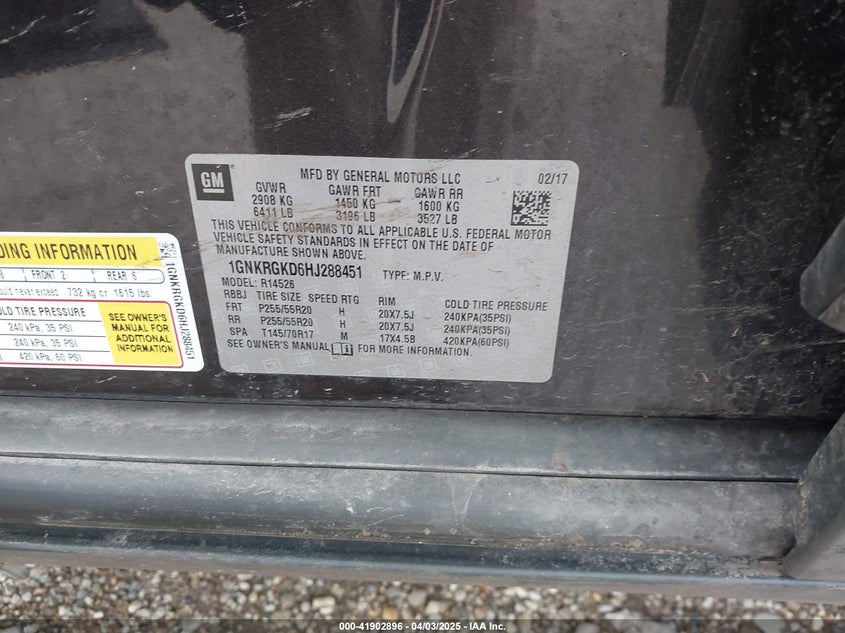 GM
MFD BY GENERAL MOTORS LLC 02/17
GVWR GAWR FRT GAWR RR
2908 KG 1450 KG 1600 KG
6411 LB 3196 LB 3527 LB
THIS VEHICLE CONFORMS TO ALL APPLICABLE U.S. FEDERAL MOTOR
VEHICLE SAFETY STANDARDS IN EFFECT ON THE DATE OF
MANUFACTURE SHOWN ABOVE.
1GNKRGKD6HJ288451 TYPE: M.P.V.
MODEL: R14526
RBBJ TIRE SIZE SPEED RTG RIM COLD TIRE PRESSURE
FRT P255/55R20 H 20X7.5J 240KPA(35PSI)
RR P255/55R20 H 20X7.5J 240KPA(35PSI)
SPA T145/70R17 M 17X4.5B 420KPA(60PSI)
SEE OWNER'S MANUAL FOR MORE INFORMATION.
DING INFORMATION
8 FRONT 2 REAR 6
ould never exceed 732 kg or 1615 lbs.
OLD TIRE PRESSURE
240 kPa, 35 PSI
240 kPa, 35 PSI
420 kPa, 60 PSI
SEE OWNER'S
MANUAL FOR
ADDITIONAL
INFORMATION
1GNKRGKD6HJ288451
000-41902896 - 04/03/2025 - IAA, Inc.